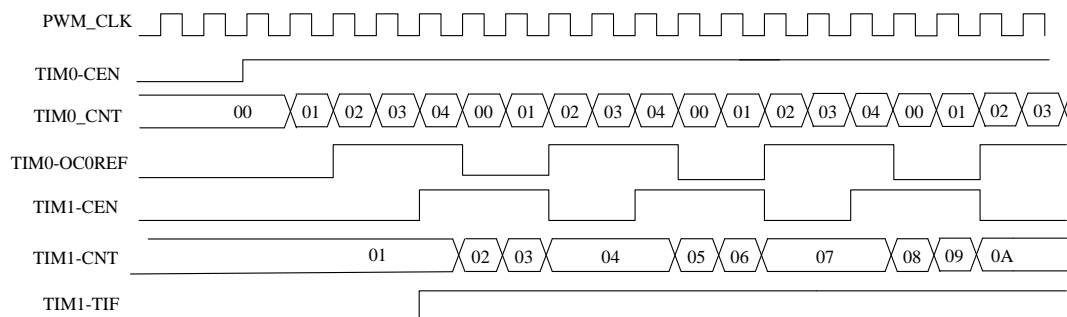 PWM_CLK
TIM0-CEN
TIM0_CNT 00 01 02 03 04 00 01 02 03 04 00 01 02 03 04 00 01 02 03
TIM0-OC0REF
TIM1-CEN
TIM1-CNT 01 02 03 04 05 06 07 08 09 0A
TIM1-TIF